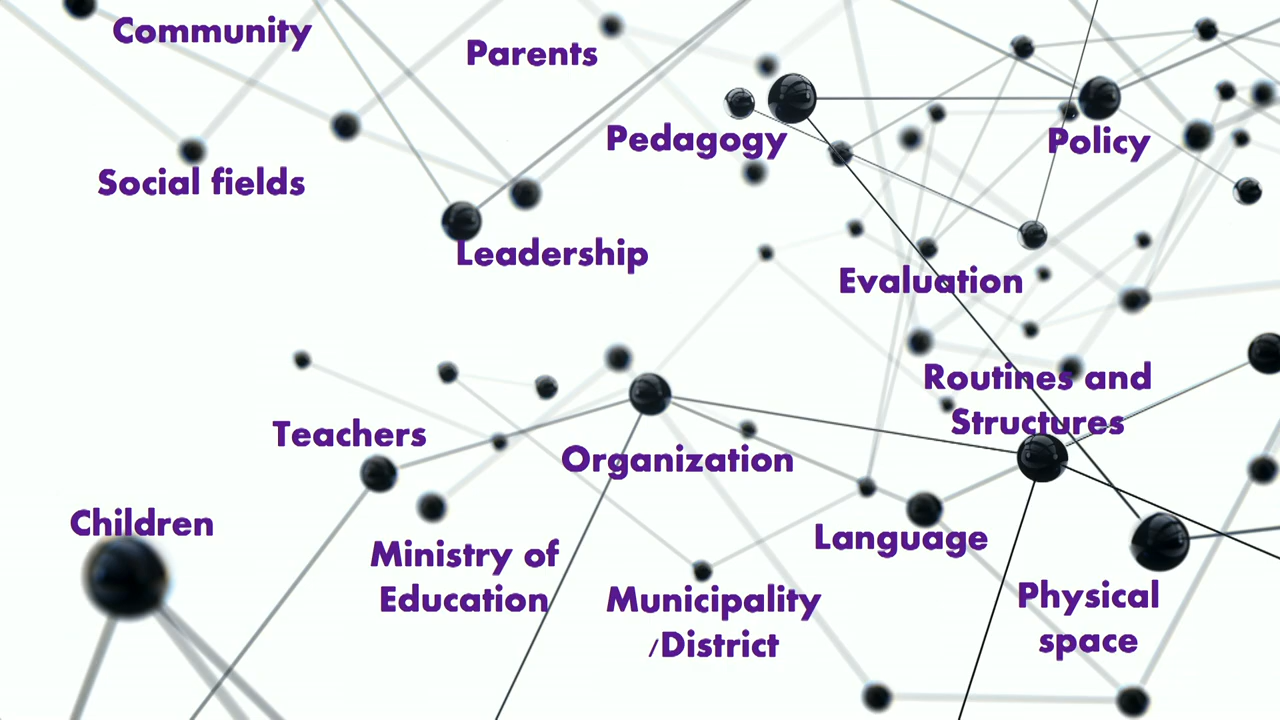 Community
Parents
Pedagogy
Policy
Social fields
Leadership
Evaluation
Routines and
Structures
Teachers
Organization
Children
Ministry of
Education
Language
Municipality
/District
Physical
space